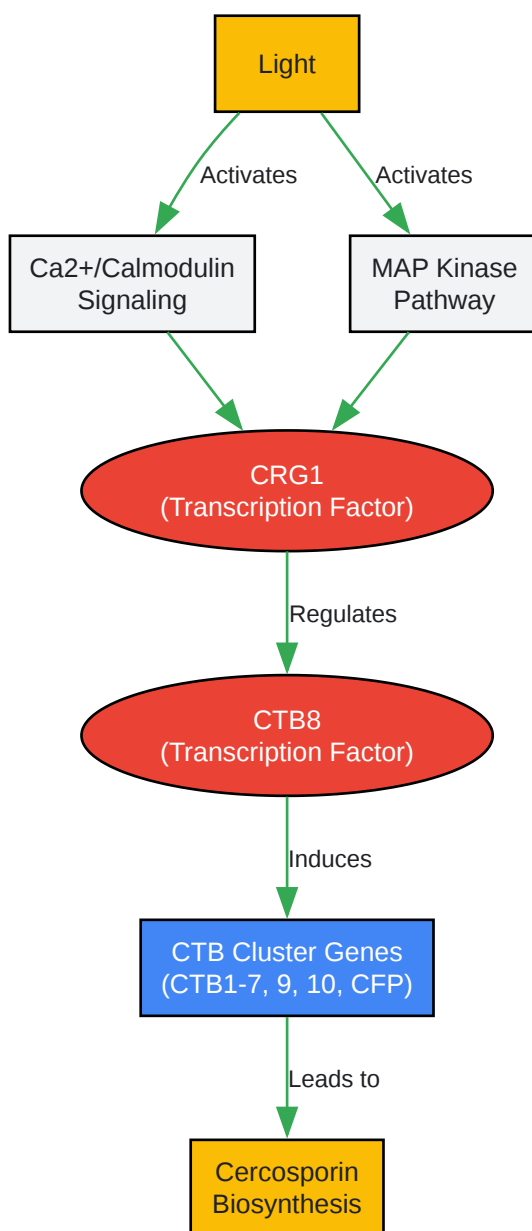 Light
Activates
Activates
Ca2+/Calmodulin
Signaling
MAP Kinase
Pathway
CRG1
(Transcription Factor)
Regulates
CTB8
(Transcription Factor)
Induces
CTB Cluster Genes
(CTB1-7, 9, 10, CFP)
Leads to
Cercosporin
Biosynthesis